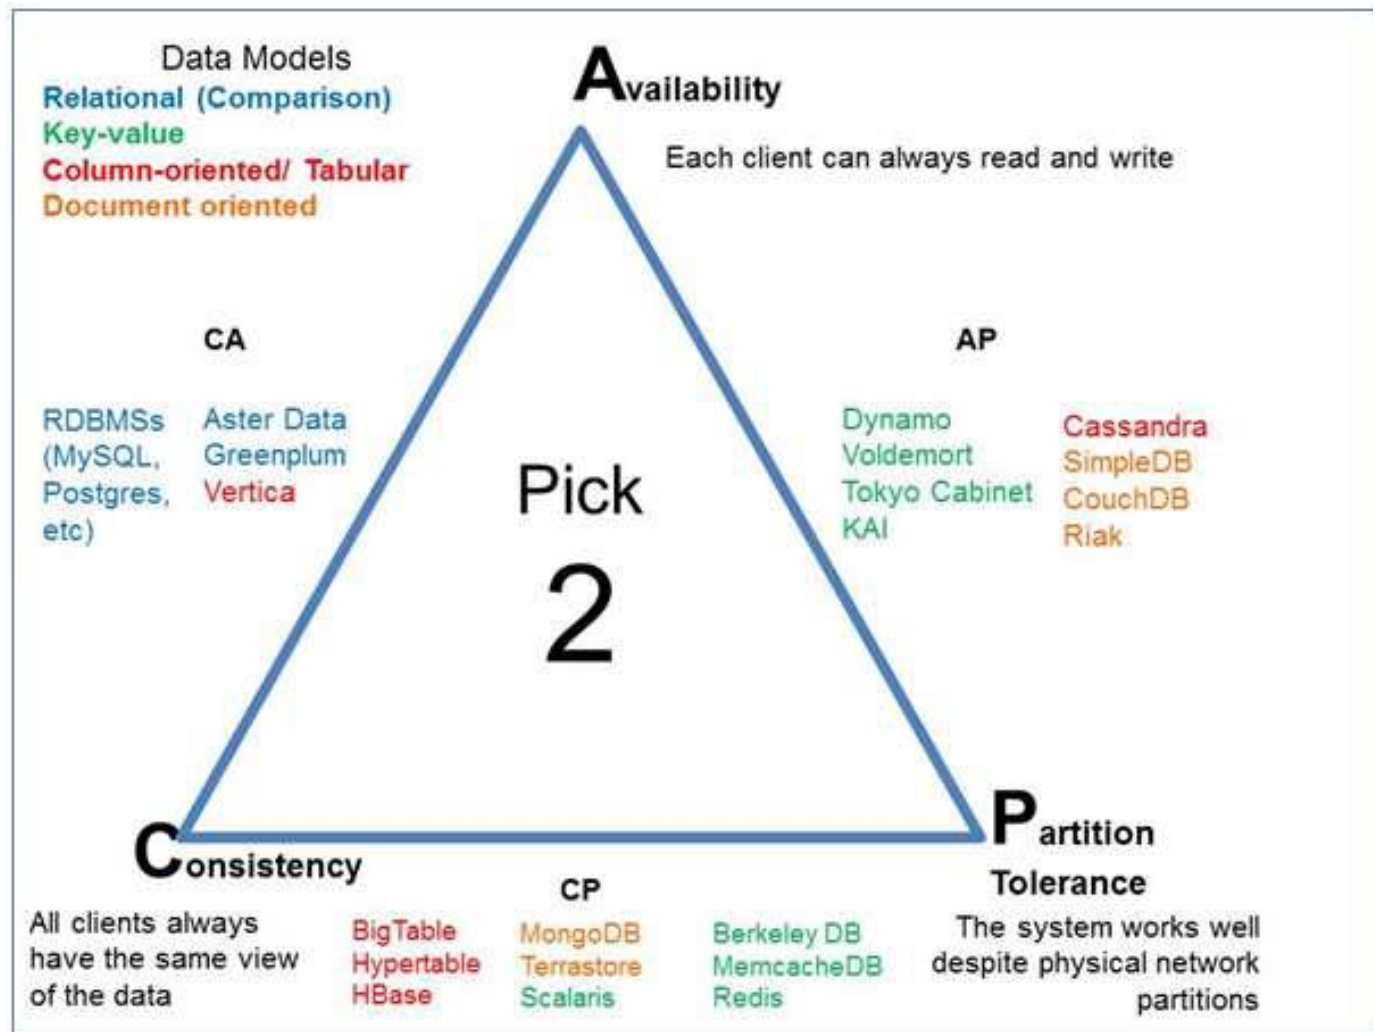 Data Models
Relational (Comparison)
Key-value
Column-oriented/ Tabular
Document oriented
Availability
Each client can always read and write
CA
RDBMSs
(MySQL,
Postgres,
etc)
Aster Data
Greenplum
Vertica
Pick
2
AP
Dynamo
Voldemort
Tokyo Cabinet
KAI
Cassandra
SimpleDB
CouchDB
Riak
Consistency
All clients always
have the same view
of the data
CP
BigTable
Hypertable
HBase
MongoDB
Terrastore
Scalaris
Berkeley DB
MemcacheDB
Redis
Partition
Tolerance
The system works well
despite physical network
partitions